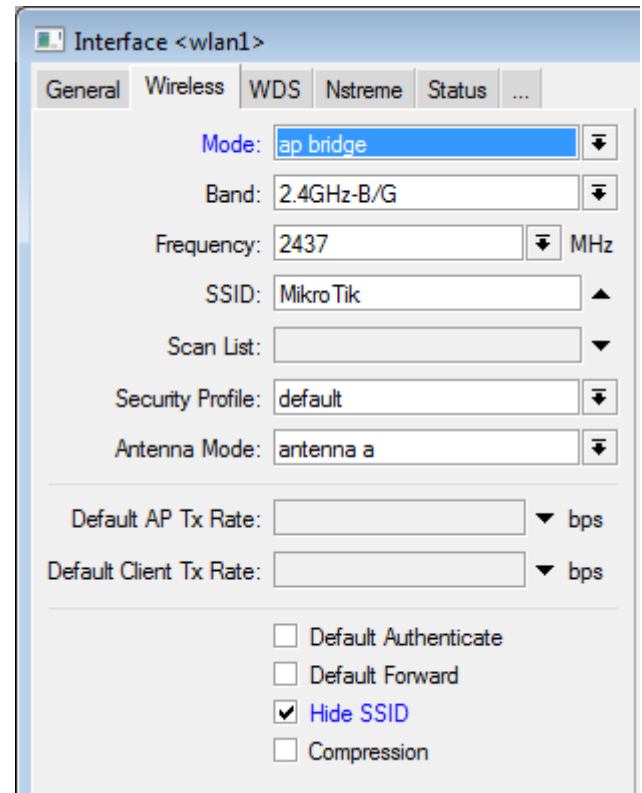 Interface <wlan1>
General Wireless WDS Nstreme Status ...
Mode: ap bridge
Band: 2.4GHz-B/G
Frequency: 2437 MHz
SSID: MikroTik
Scan List:
Security Profile: default
Antenna Mode: antenna a
Default AP Tx Rate: bps
Default Client Tx Rate: bps
Default Authenticate
Default Forward
Hide SSID
Compression